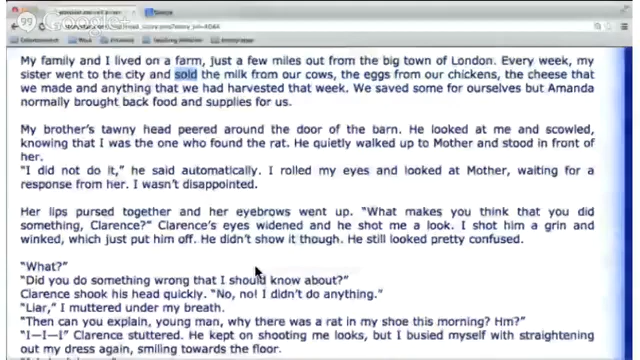 99 Google+
My family and I lived on a farm, just a few miles out from the big town of London. Every week, my
sister went to the city and sold the milk from our cows, the eggs from our chickens, the cheese that
we made and anything that we had harvested that week. We saved some for ourselves but Amanda
normally brought back food and supplies for us.
My brother's tawny head peered around the door of the barn. He looked at me and scowled,
knowing that I was the one who found the rat. He quietly walked up to Mother and stood in front of
her.
"I did not do it," he said automatically. I rolled my eyes and looked at Mother, waiting for a
response from her. I wasn't disappointed.
Her lips pursed together and her eyebrows went up. "What makes you think that you did
something, Clarence?" Clarence's eyes widened and he shot me a look. I shot him a grin and
winked, which just put him off. He didn't show it though. He still looked pretty confused.
"What?"
"Did you do something wrong that I should know about?"
Clarence shook his head quickly. "No, no! I didn't do anything."
"Liar," I muttered under my breath.
"Then can you explain, young man, why there was a rat in my shoe this morning? Hm?"
"I—I—I" Clarence stuttered. He kept on shooting me looks, but I busied myself with straightening
out my dress again, smiling towards the floor.